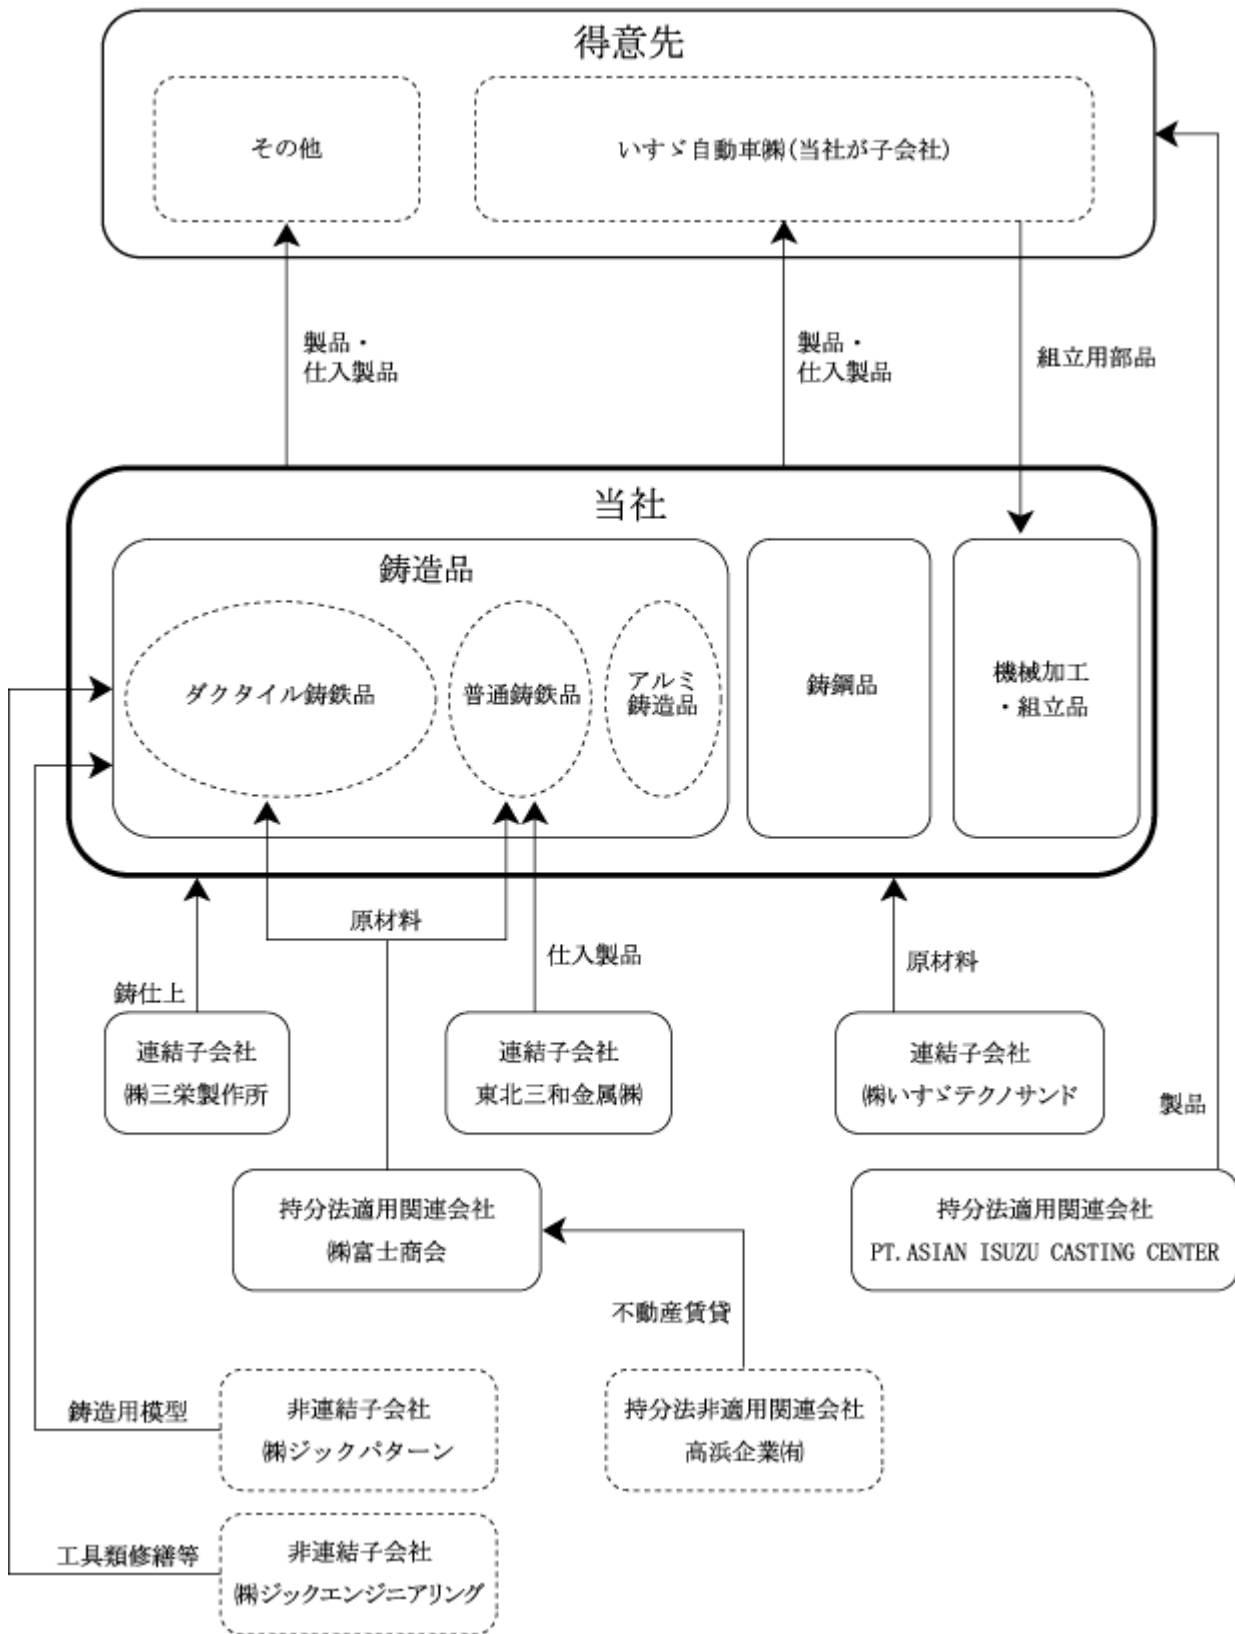 得意先
その他
いすゞ自動車㈱(当社が子会社)
製品・
仕入製品
製品・
仕入製品
組立用部品
当社
鋳造品
ダクタイル鋳鉄品
普通鋳鉄品
アルミ
鋳造品
鋳鋼品
機械加工
・組立品
原材料
仕入製品
原材料
鋳仕上
連結子会社
㈱三栄製作所
連結子会社
東北三和金属㈱
連結子会社
㈱いすゞテクノサンド
製品
持分法適用関連会社
㈱富士商会
持分法適用関連会社
PT.ASIAN ISUZU CASTING CENTER
不動産賃貸
鋳造用模型
非連結子会社
㈱ジックパターン
持分法非適用関連会社
高浜企業㈲
工具類修繕等
非連結子会社
㈱ジックエンジニアリング